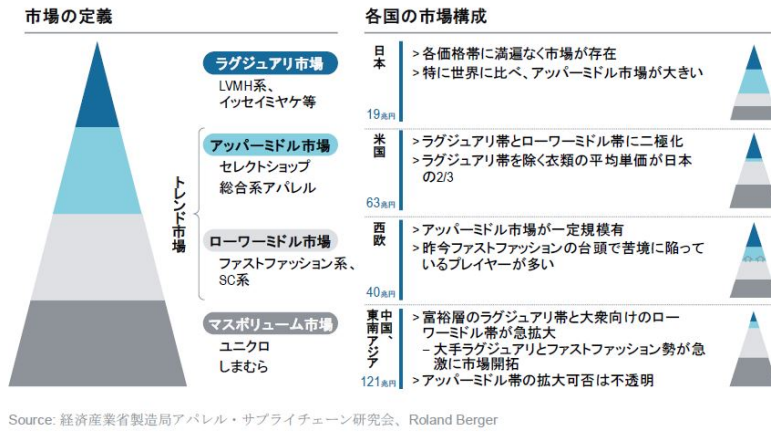 市場の定義
ラグジュアリ市場
LVMH系、
イッセイミヤケ等
アッパーミドル市場
セレクトショップ
総合系アパレル
トレンド市場
ローワーミドル市場
ファストファッション系、
SC系
マスボリューム市場
ユニクロ
しまむら
各国の市場構成
日本
19兆円
>各価格帯に満遍なく市場が存在
>特に世界に比べ、アッパーミドル市場が大きい
米国
63兆円
>ラグジュアリ帯とローワーミドル帯に二極化
>ラグジュアリ帯を除く衣類の平均単価が日本
の2/3
西欧
40兆円
>アッパーミドル市場が一定規模有
>昨今ファストファッションの台頭で苦境に陥って
いるプレイヤーが多い
中国、
東南アジア
121兆円
>富裕層のラグジュアリ帯と大衆向けのロー
ワーミドル帯が急拡大
–大手ラグジュアリとファストファッション勢が急
激に市場開拓
>アッパーミドル帯の拡大可否は不透明
Source: 経済産業省製造局アパレル・サプライチェーン研究会、Roland Berger